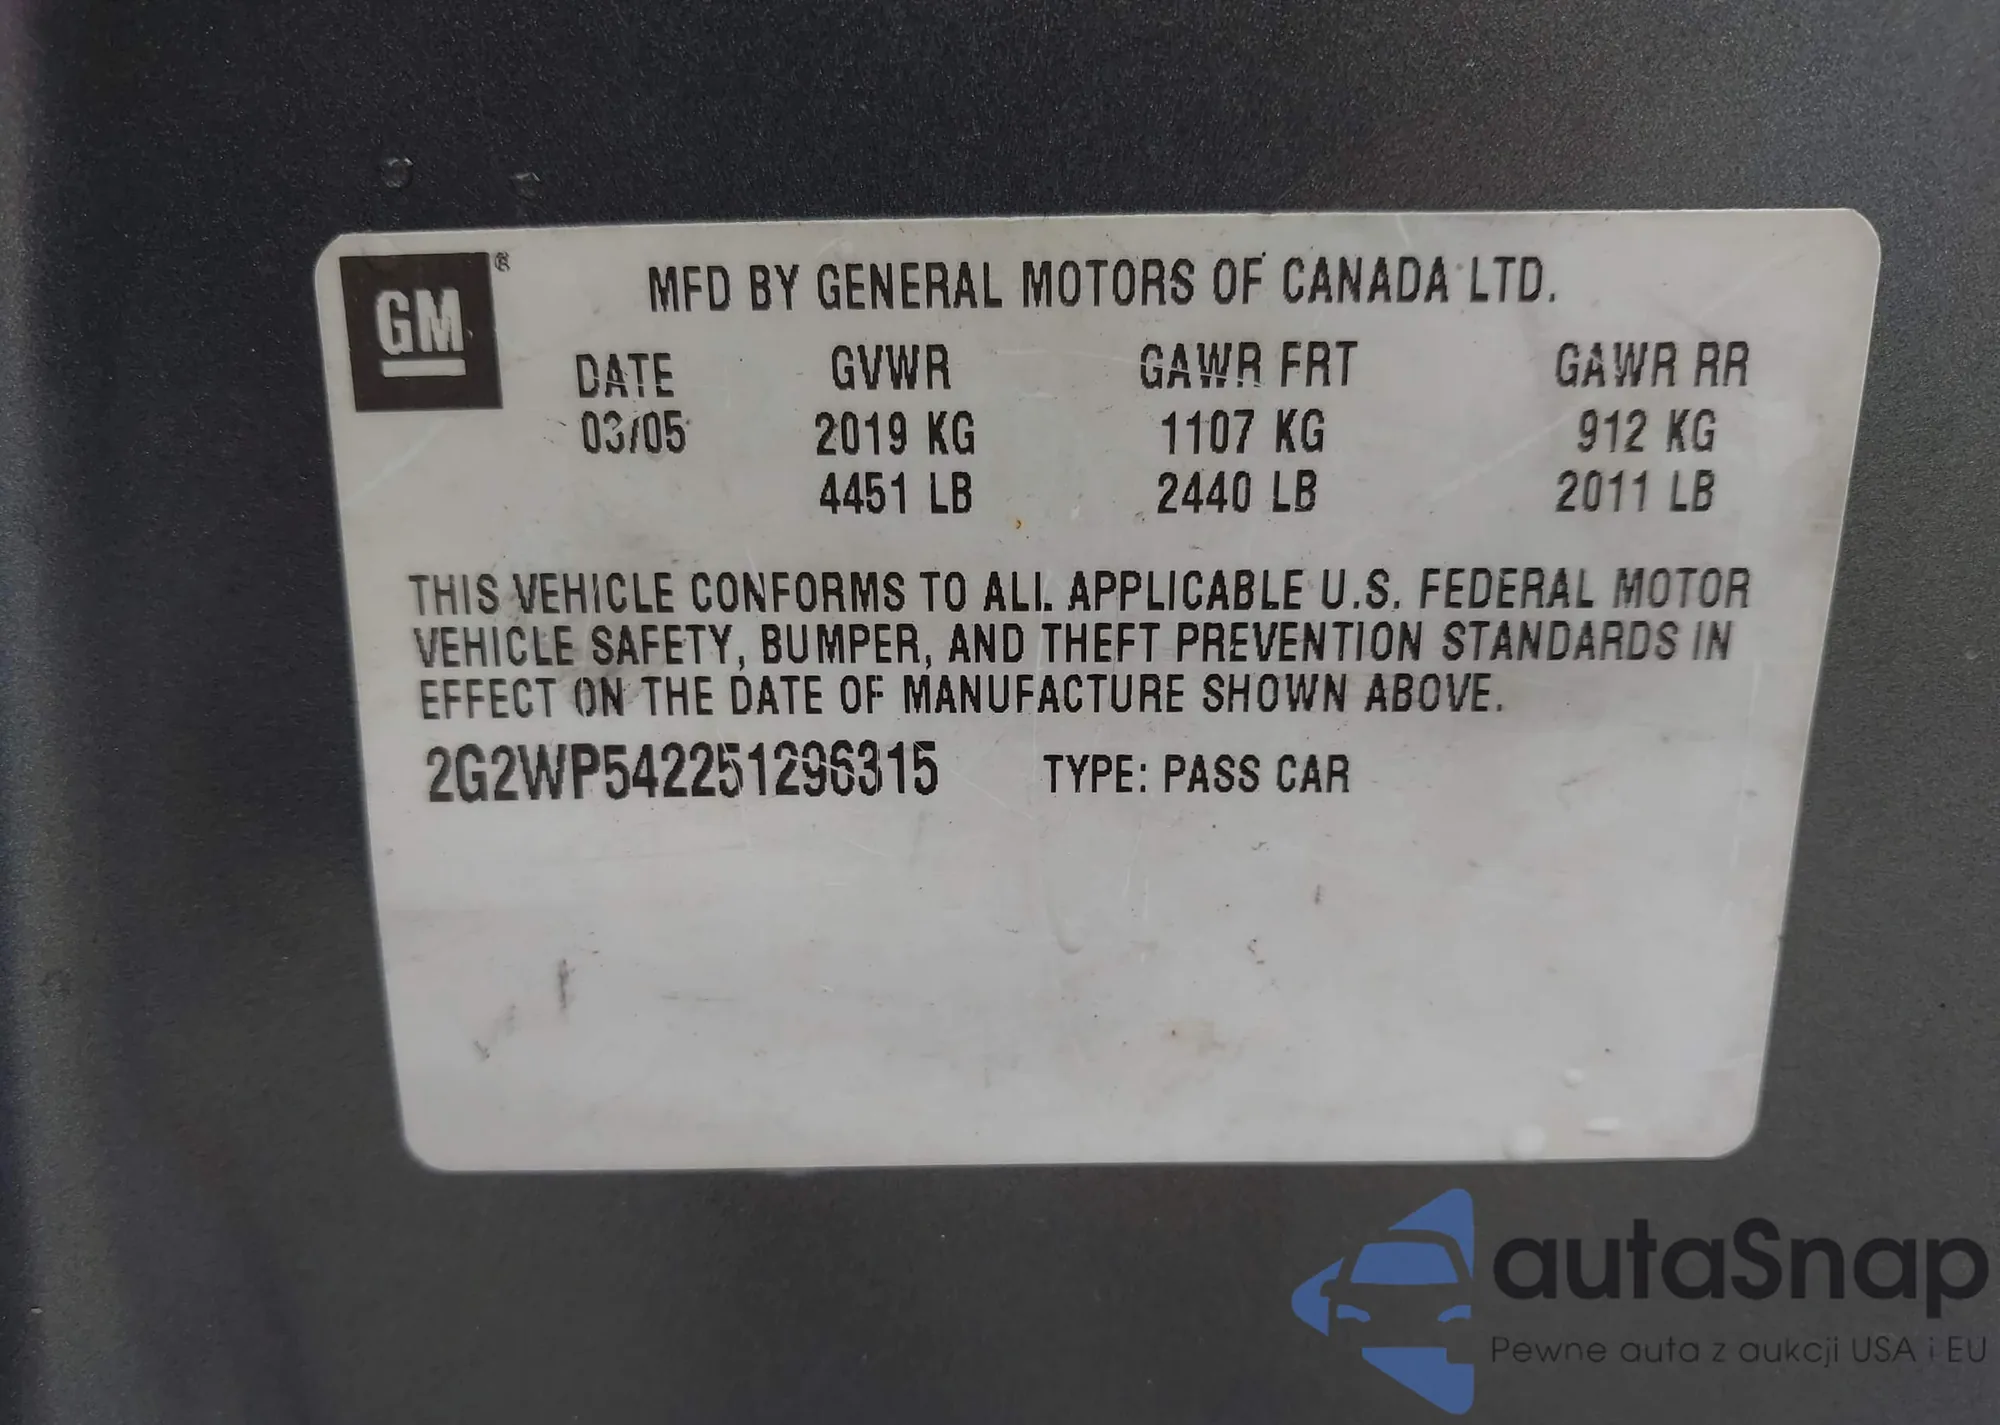 GM ®
MFD BY GENERAL MOTORS OF CANADA LTD.
DATE GVWR GAWR FRT GAWR RR
03/05 2019 KG 1107 KG 912 KG
4451 LB 2440 LB 2011 LB
THIS VEHICLE CONFORMS TO ALL APPLICABLE U.S. FEDERAL MOTOR
VEHICLE SAFETY, BUMPER, AND THEFT PREVENTION STANDARDS IN
EFFECT ON THE DATE OF MANUFACTURE SHOWN ABOVE.
2G2WP542251296315 TYPE: PASS CAR
autaSnap
Pewne auta z aukcji USA i EU